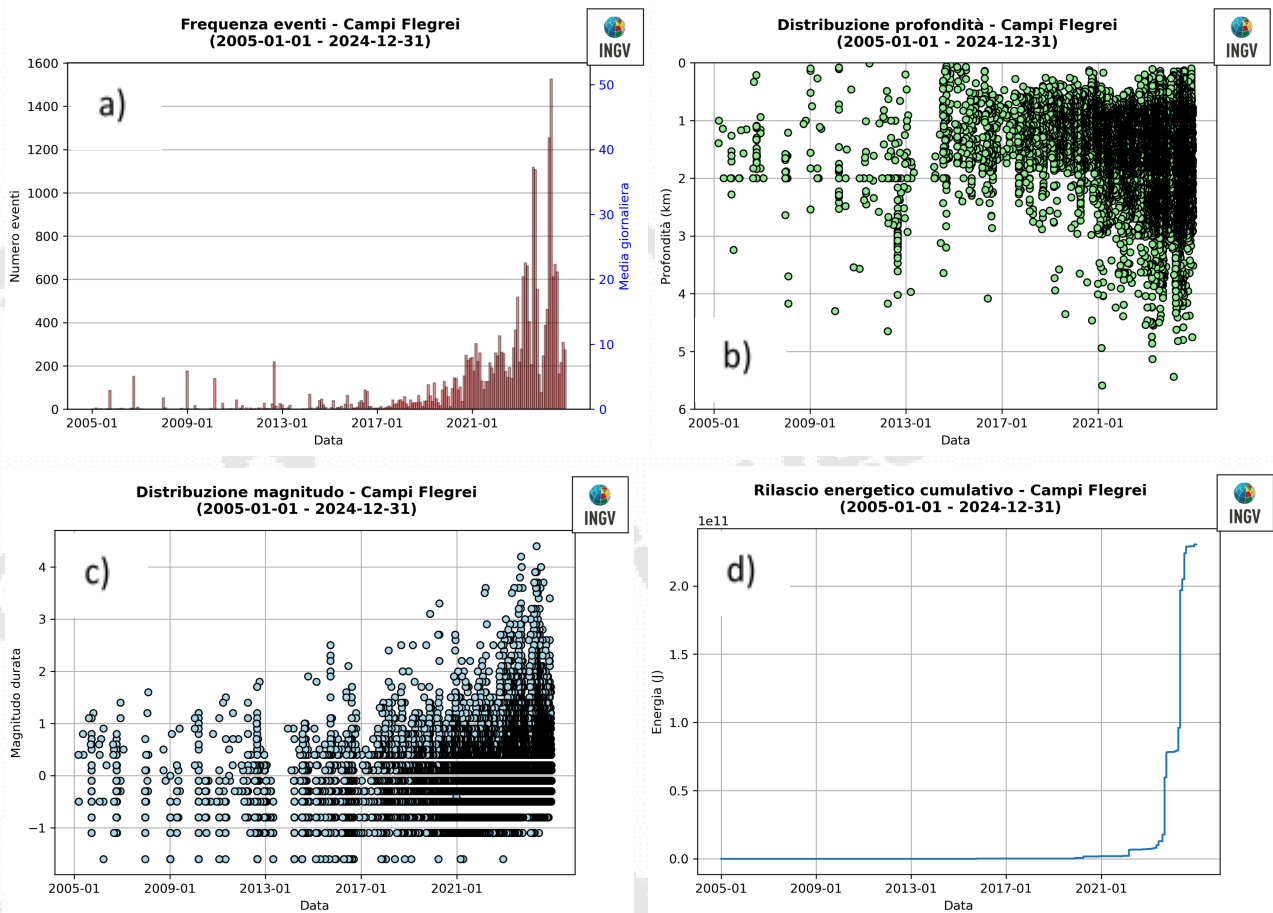 Frequenza eventi - Campi Flegrei
(2005-01-01 - 2024-12-31)
INGV
a)
1600
1400
1200
1000
800
600
400
200
0
Numero eventi
50
40
30
20
10
0
Media giornaliera
2005-01
2009-01
2013-01
2017-01
2021-01
Data
Distribuzione profondità - Campi Flegrei
(2005-01-01 - 2024-12-31)
INGV
0
1
2
3
4
5
6
Profondità (km)
b)
2005-01
2009-01
2013-01
2017-01
2021-01
Data
Distribuzione magnitudo - Campi Flegrei
(2005-01-01 - 2024-12-31)
INGV
c)
4
3
2
1
0
−1
Magnitudo durata
2005-01
2009-01
2013-01
2017-01
2021-01
Data
Rilascio energetico cumulativo - Campi Flegrei
(2005-01-01 - 2024-12-31)
INGV
1e11
d)
2.0
1.5
1.0
0.5
0.0
Energia (J)
2005-01
2009-01
2013-01
2017-01
2021-01
Data